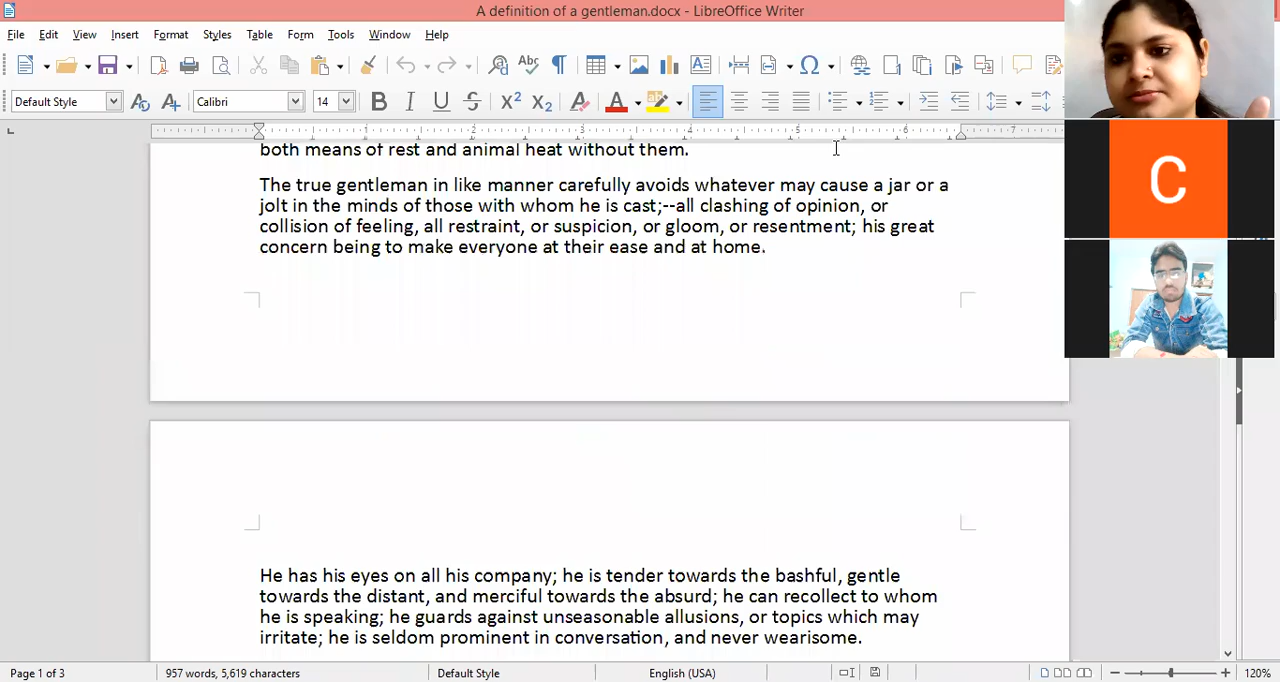 A definition of a gentleman.docx - LibreOffice Writer
File Edit View Insert Format Styles Table Form Tools Window Help
Default Style Calibri 14
1 2 3 4 5 6 7
both means of rest and animal heat without them.
The true gentleman in like manner carefully avoids whatever may cause a jar or a
jolt in the minds of those with whom he is cast;--all clashing of opinion, or
collision of feeling, all restraint, or suspicion, or gloom, or resentment; his great
concern being to make everyone at their ease and at home.
He has his eyes on all his company; he is tender towards the bashful, gentle
towards the distant, and merciful towards the absurd; he can recollect to whom
he is speaking; he guards against unseasonable allusions, or topics which may
irritate; he is seldom prominent in conversation, and never wearisome.
Page 1 of 3 957 words, 5,619 characters Default Style English (USA) 120%
C